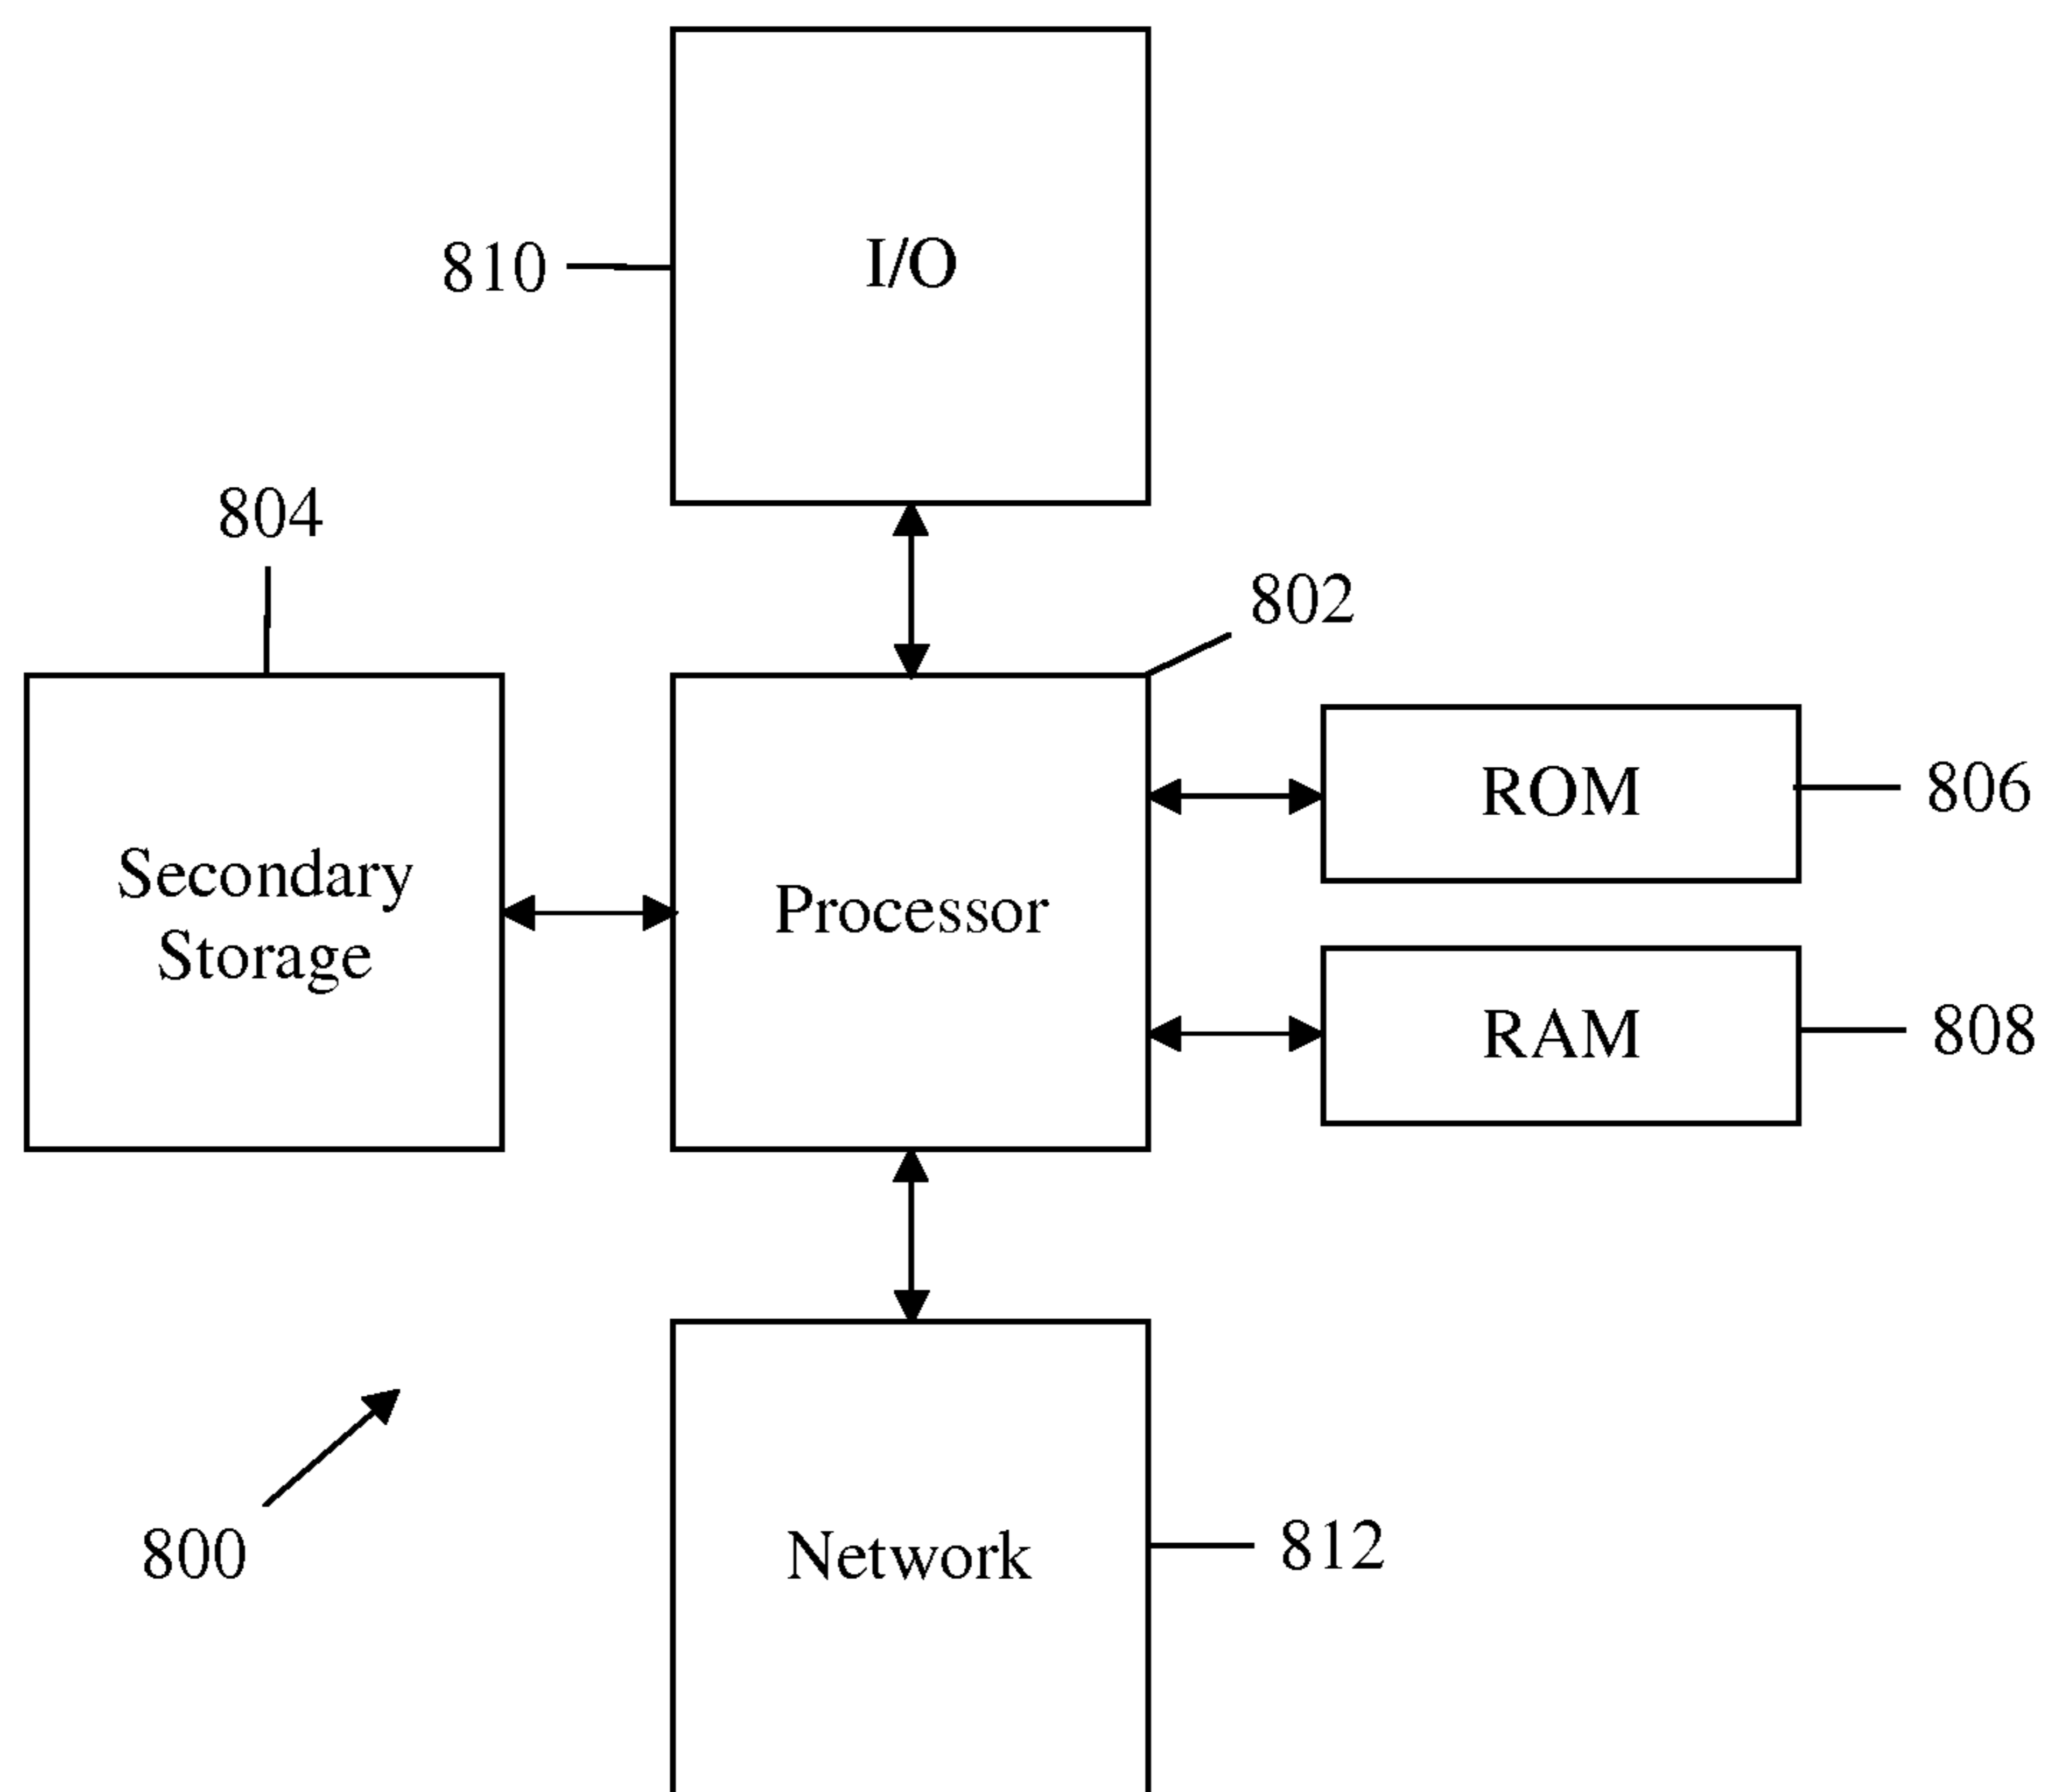 I/O
810
804
802
ROM
806
Secondary
Storage
Processor
RAM
808
800
Network
812